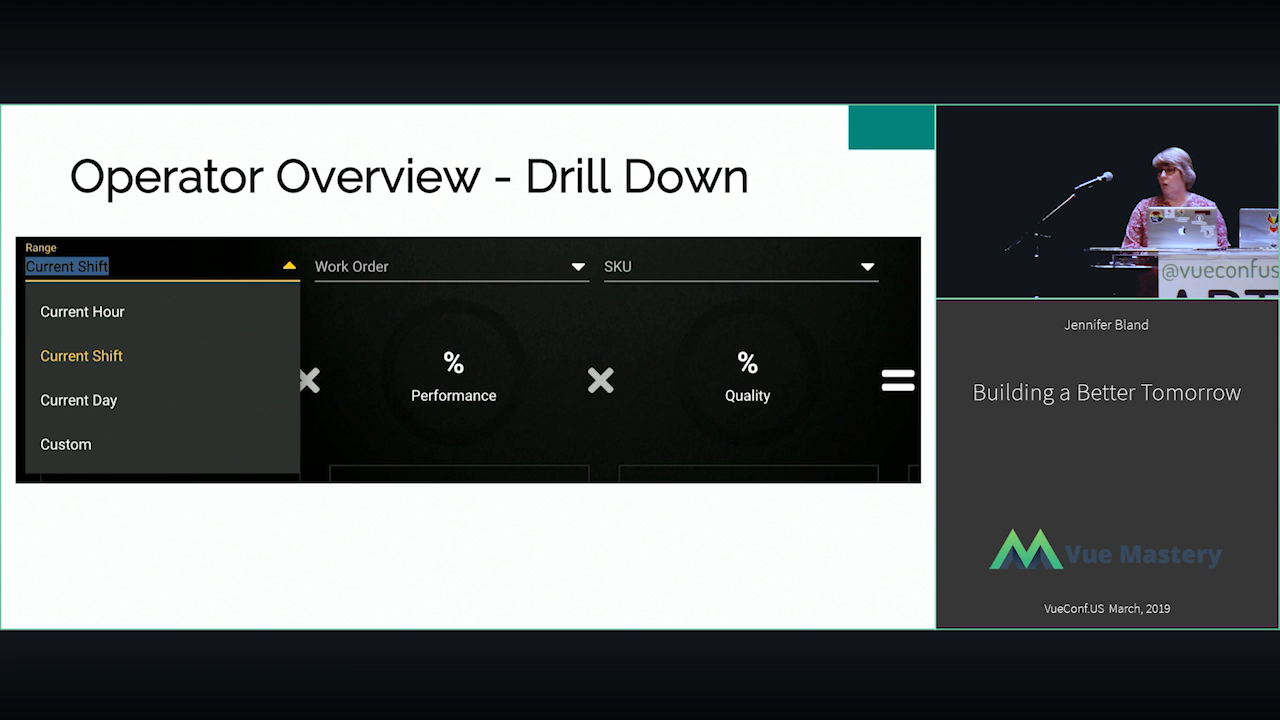 Operator Overview - Drill Down
Range
Current Shift
Work Order
SKU
Current Hour
Current Shift
Current Day
Custom
%
Performance
%
Quality
=
@vueconfus
Jennifer Bland
Building a Better Tomorrow
Vue Mastery
VueConf.US March, 2019